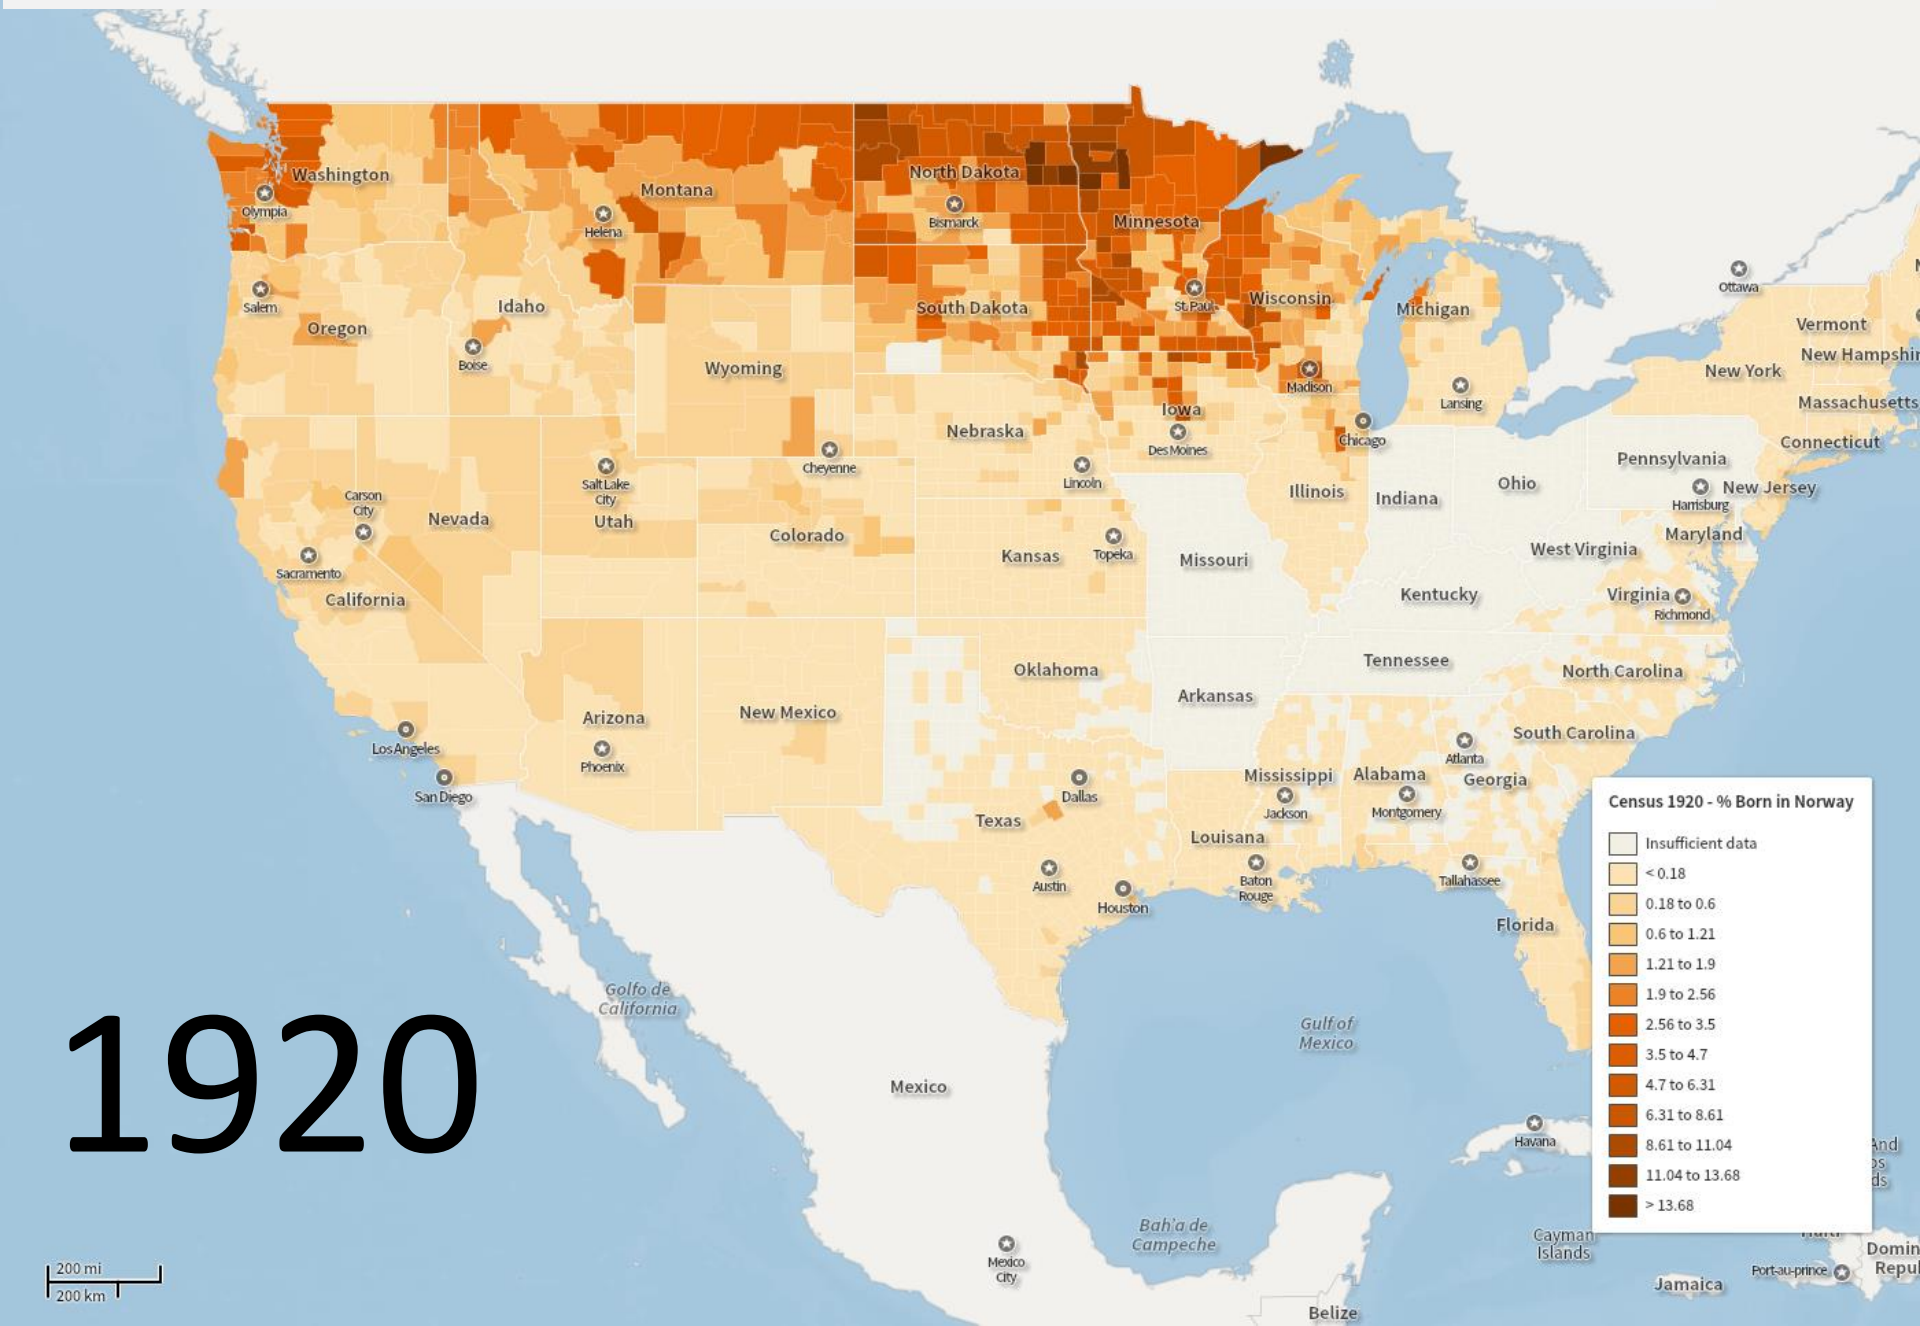 Ottawa
Washington
Olympia
Montana
Helena
North Dakota
Bismarck
Minnesota
St. Paul
Wisconsin
Michigan
Salem
Oregon
Idaho
Boise
South Dakota
Wyoming
Madison
Lansing
Vermont
New Hampshir
New York
Massachusetts
Connecticut
Iowa
Des Moines
Chicago
Nebraska
Lincoln
Cheyenne
Salt Lake
City
Utah
Carson
City
Nevada
Sacramento
California
Colorado
Kansas
Topeka
Missouri
Illinois
Indiana
Ohio
Pennsylvania
Harrisburg
New Jersey
Maryland
West Virginia
Virginia
Richmond
Kentucky
Tennessee
North Carolina
Oklahoma
Arkansas
South Carolina
Arizona
Phoenix
New Mexico
Los Angeles
San Diego
Dallas
Texas
Austin
Houston
Mississippi
Jackson
Alabama
Montgomery
Atlanta
Georgia
Louisana
Baton
Rouge
Tallahassee
Florida
Census 1920 - % Born in Norway
Insufficient data
< 0.18
0.18 to 0.6
0.6 to 1.21
1.21 to 1.9
1.9 to 2.56
2.56 to 3.5
3.5 to 4.7
4.7 to 6.31
6.31 to 8.61
8.61 to 11.04
11.04 to 13.68
> 13.68
Golfo de
California
Gulf of
Mexico
Mexico
1920
Havana
And
os
ds
Bah'a de
Campeche
Cayman
Islands
Mexico
City
Domin
Repu
Port-au-prince
Jamaica
Belize
200 mi
200 km